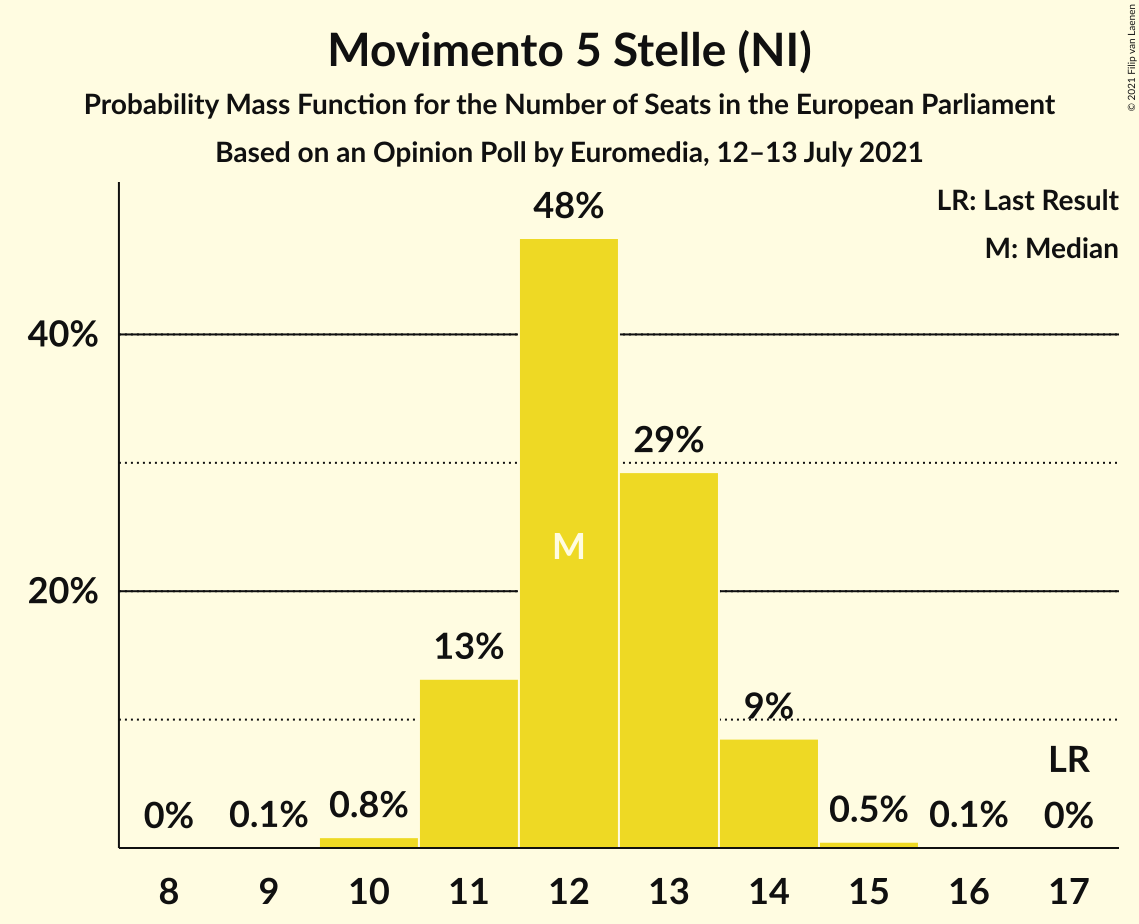 Movimento 5 Stelle (NI)
Probability Mass Function for the Number of Seats in the European Parliament
Based on an Opinion Poll by Euromedia, 12–13 July 2021
© 2021 Filip van Laenen
LR: Last Result
M: Median
48%
40%
29%
M
20%
13%
9%
LR
0%
0.1%
0.8%
0.5%
0.1%
0%
8 9 10 11 12 13 14 15 16 17